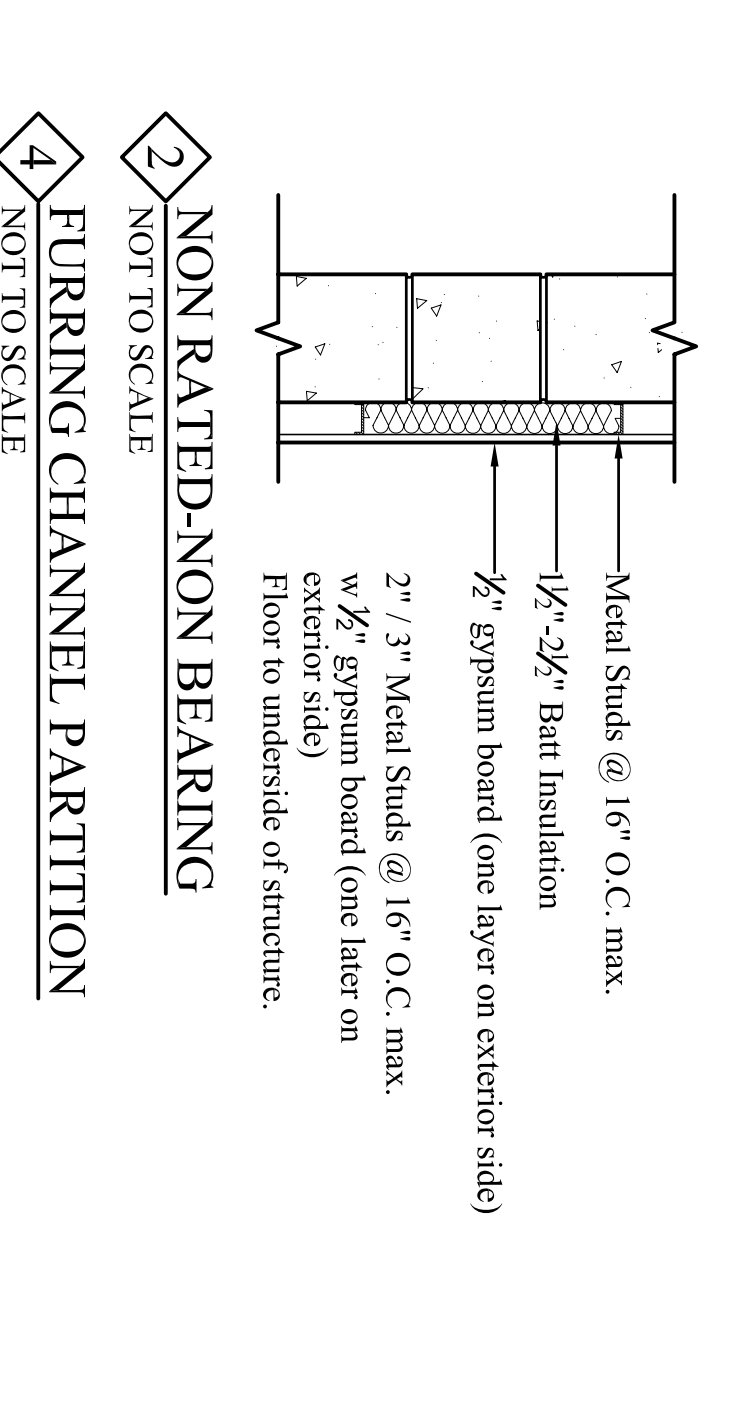 Metal Studs @ 16" O.C. max.
1½"-2½" Batt Insulation
½" gypsum board (one layer on exterior side)
2" / 3" Metal Studs @ 16" O.C. max.
w ½" gypsum board (one later on
exterior side)
Floor to underside of structure.
2
NON RATED-NON BEARING
NOT TO SCALE
4
FURRING CHANNEL PARTITION
NOT TO SCALE